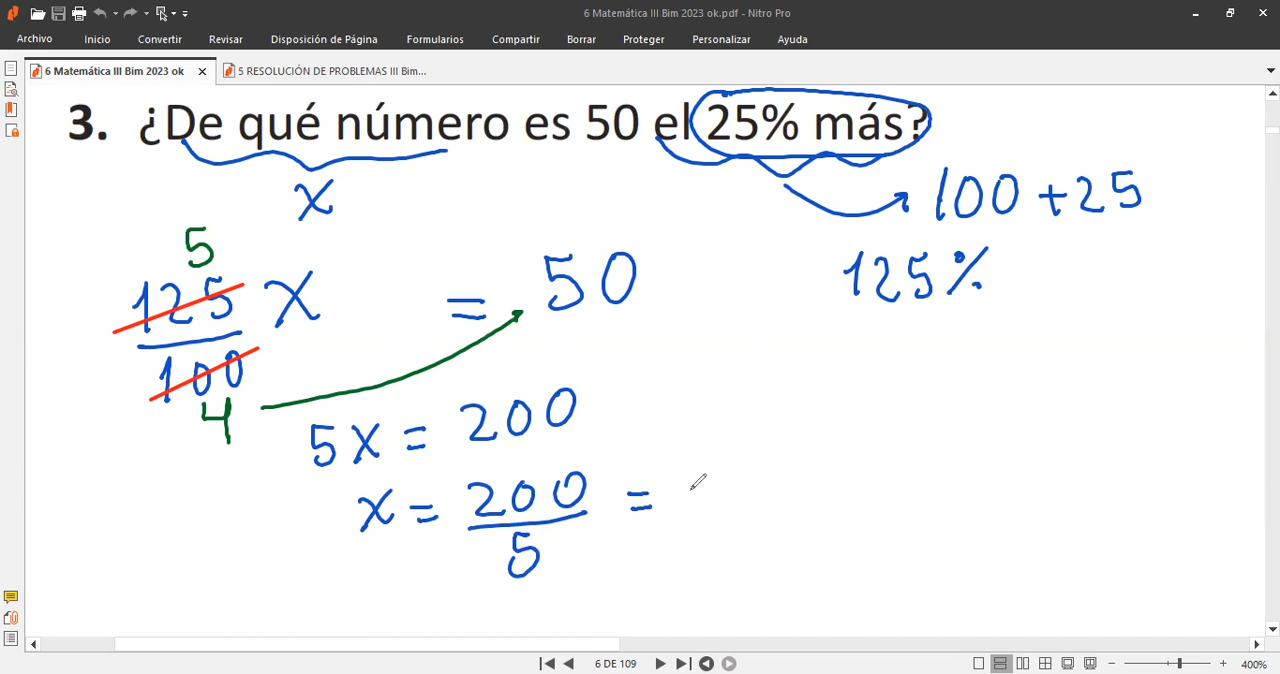 6 Matemática III Bim 2023 ok.pdf - Nitro Pro
Archivo Inicio Convertir Revisar Disposición de Página Formularios Compartir Borrar Proteger Personalizar Ayuda
6 Matemática III Bim 2023 ok × 5 RESOLUCIÓN DE PROBLEMAS III Bim...
3. ¿De qué número es 50 el 25% más?
x
100 + 25
125%
5
125
100
x = 50
4
5x = 200
x = 200
5
=
6 DE 109
400%